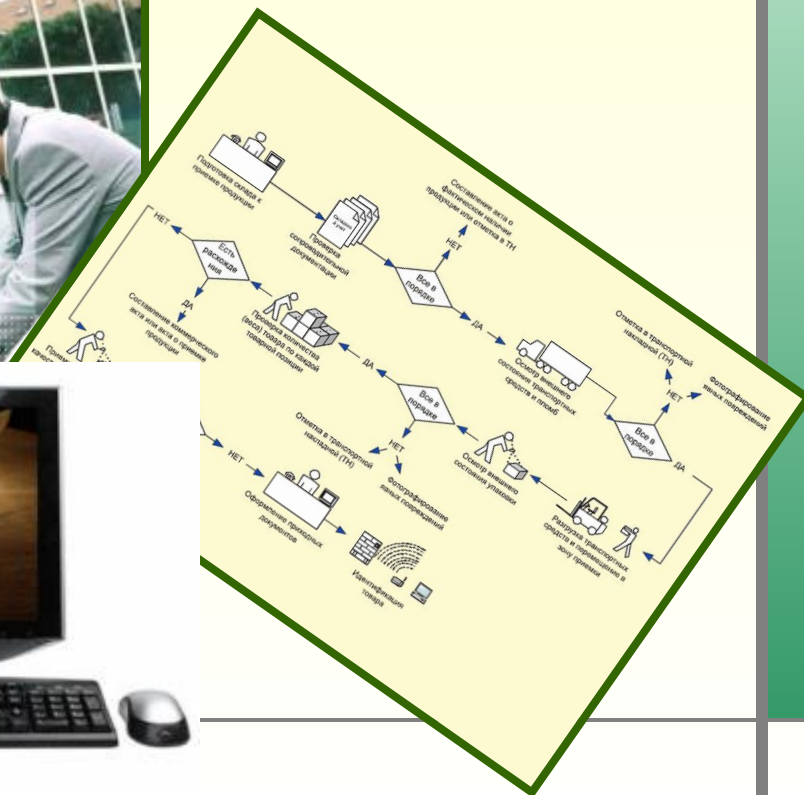 Подготовка склада к
приемке продукции
Проверка
сопроводительной
документации
Все в
порядке
НЕТ
Составление акта о
фактическом наличии
продукции или отметка в ТН
ДА
Осмотр внешнего
состояния транспортных
средств и пломб
Все в
порядке
НЕТ
Отметка в транспортной
накладной (ТН)
Фотографирование
явных повреждений
ДА
Разгрузка транспортных
средств и перемещение в
зону приемки
Осмотр внешнего
состояния упаковки
Все в
порядке
НЕТ
Отметка в транспортной
накладной (ТН)
Фотографирование
явных повреждений
ДА
Проверка количества
(веса) товара по каждой
товарной позиции
Есть
расхожде
ния
ДА
Составление коммерческого
акта или акта о приемке
продукции
НЕТ
НЕТ
Оформление приходных
документов
Идентификация
товара